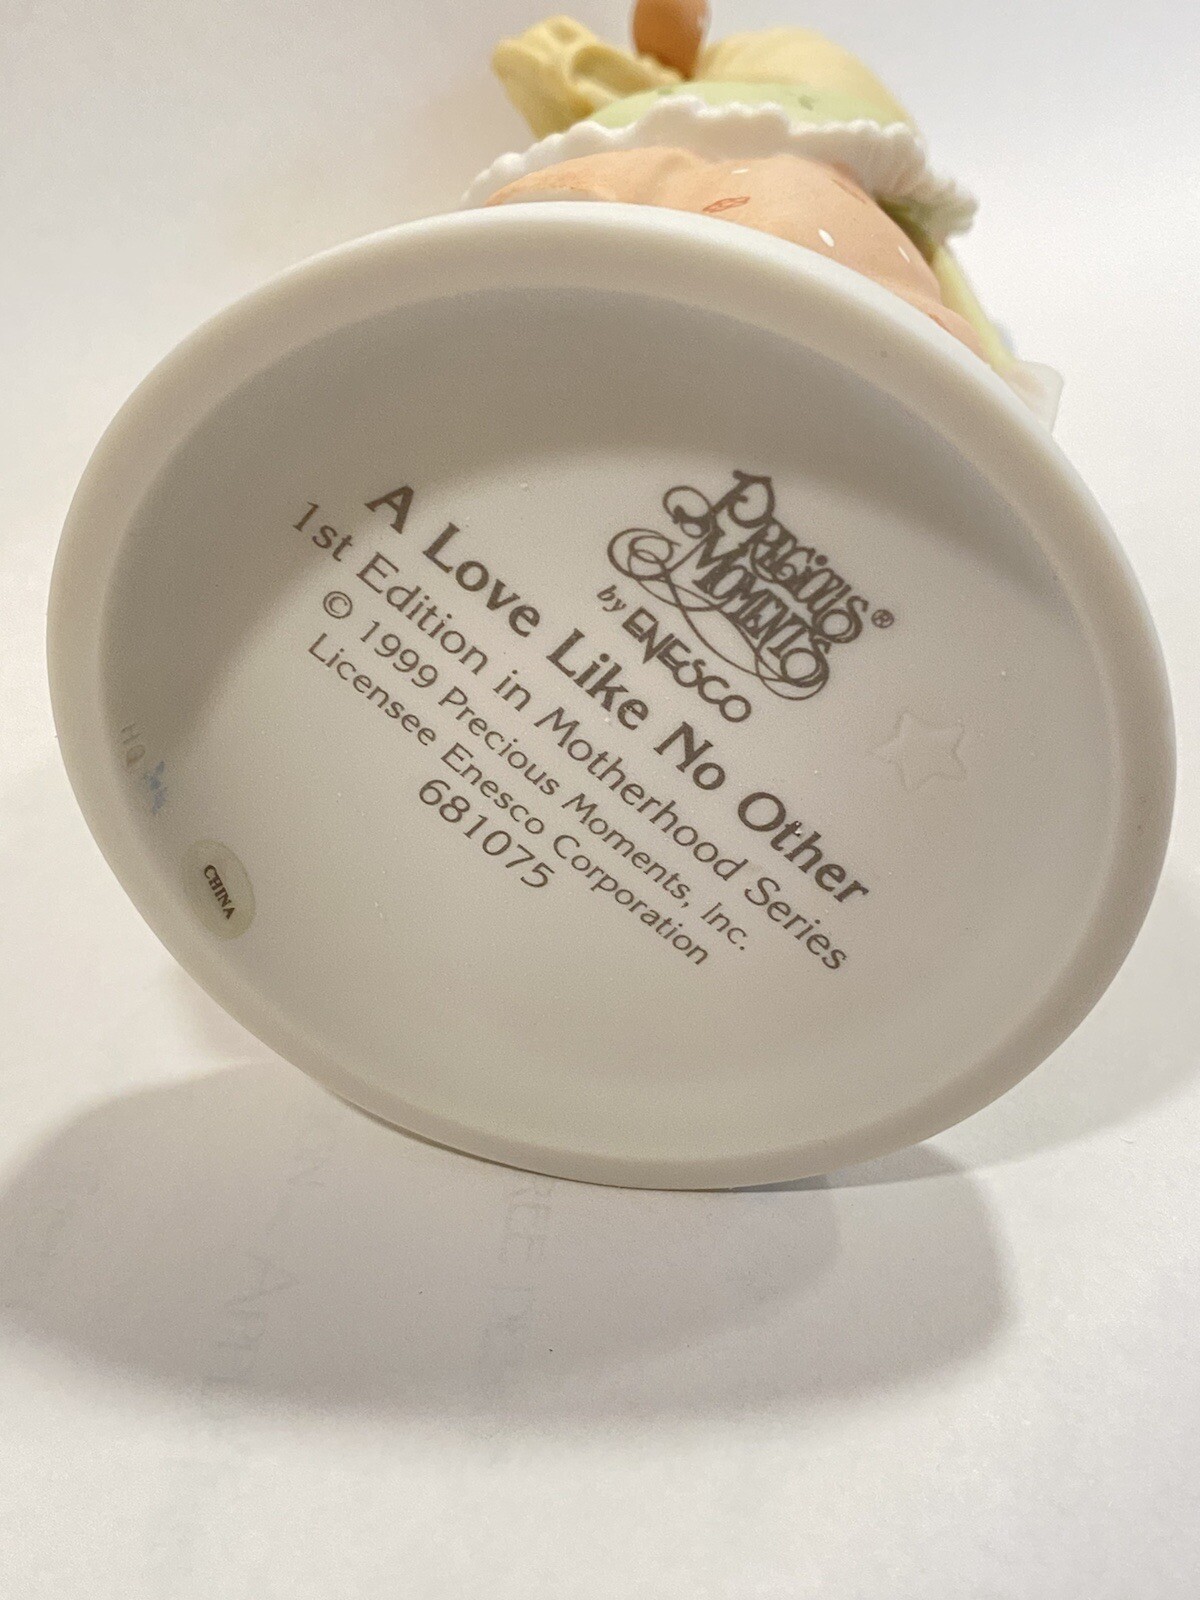 PRECIOUS
MOMENTS®
by ENESCO
A Love Like No Other
1st Edition in Motherhood Series
© 1999 Precious Moments, Inc.
Licensee Enesco Corporation
681075
CHINA
HQ